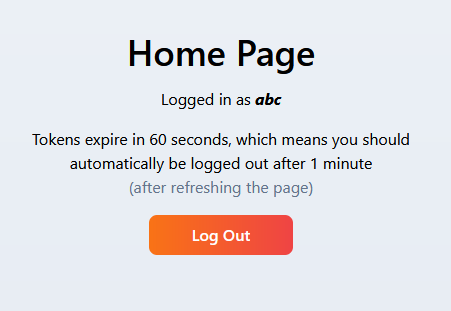 Home Page
Logged in as abc
Tokens expire in 60 seconds, which means you should
automatically be logged out after 1 minute
(after refreshing the page)
Log Out